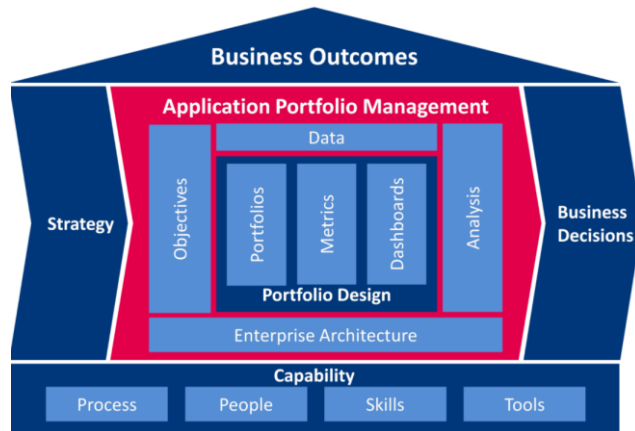 Business Outcomes
Application Portfolio Management
Strategy
Objectives
Data
Portfolios
Metrics
Dashboards
Portfolio Design
Analysis
Enterprise Architecture
Business
Decisions
Capability
Process
People
Skills
Tools